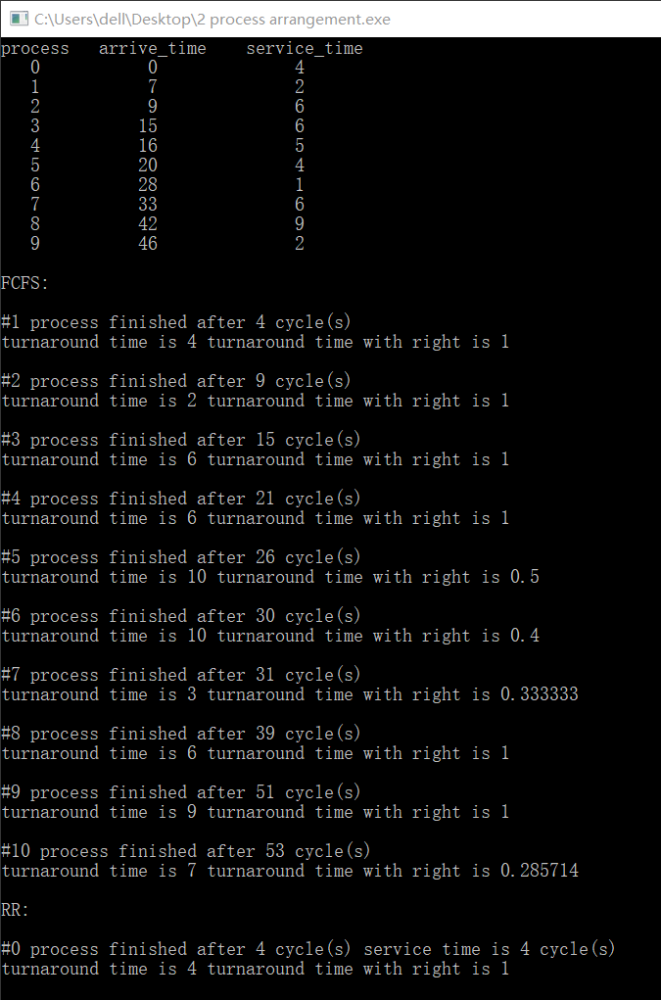 C:\Users\dell\Desktop\2 process arrangement.exe
process   arrive_time    service_time
0           0              4
1           7              2
2           9              6
3          15              6
4          16              5
5          20              4
6          28              1
7          33              6
8          42              9
9          46              2
FCFS:
#1 process finished after 4 cycle(s)
turnaround time is 4 turnaround time with right is 1
#2 process finished after 9 cycle(s)
turnaround time is 2 turnaround time with right is 1
#3 process finished after 15 cycle(s)
turnaround time is 6 turnaround time with right is 1
#4 process finished after 21 cycle(s)
turnaround time is 6 turnaround time with right is 1
#5 process finished after 26 cycle(s)
turnaround time is 10 turnaround time with right is 0.5
#6 process finished after 30 cycle(s)
turnaround time is 10 turnaround time with right is 0.4
#7 process finished after 31 cycle(s)
turnaround time is 3 turnaround time with right is 0.333333
#8 process finished after 39 cycle(s)
turnaround time is 6 turnaround time with right is 1
#9 process finished after 51 cycle(s)
turnaround time is 9 turnaround time with right is 1
#10 process finished after 53 cycle(s)
turnaround time is 7 turnaround time with right is 0.285714
RR:
#0 process finished after 4 cycle(s) service time is 4 cycle(s)
turnaround time is 4 turnaround time with right is 1